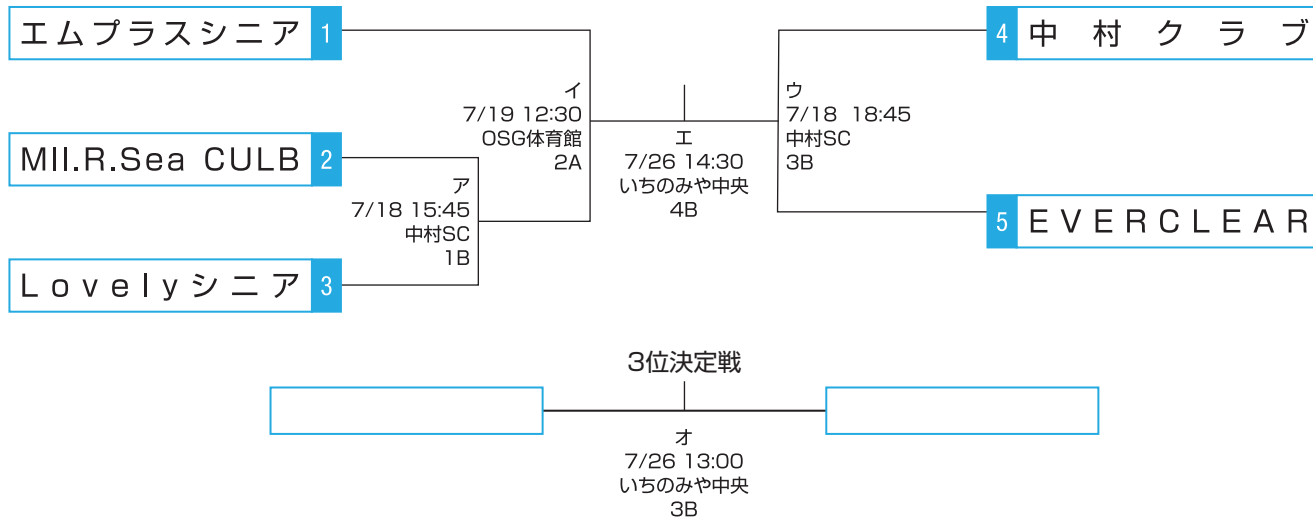 エムプラスシニア 1
MII.R.Sea CULB 2
Lovelyシニア 3
ア
7/18 15:45
中村SC
1B
イ
7/19 12:30
OSG体育館
2A
エ
7/26 14:30
いちのみや中央
4B
ウ
7/18 18:45
中村SC
3B
4 中村クラブ
5 EVERCLEAR
3位決定戦
オ
7/26 13:00
いちのみや中央
3B